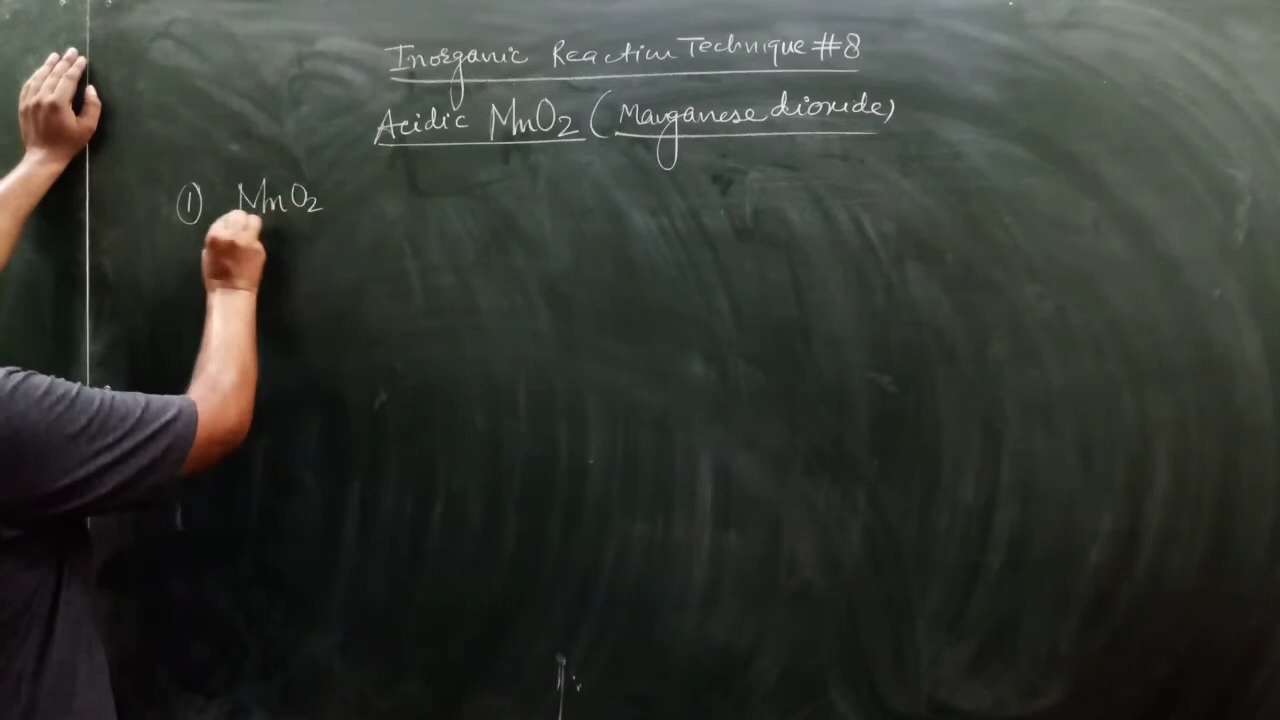 Inorganic Reaction Technique #8
Acidic MnO2 (Manganese dioxide)
① MnO2